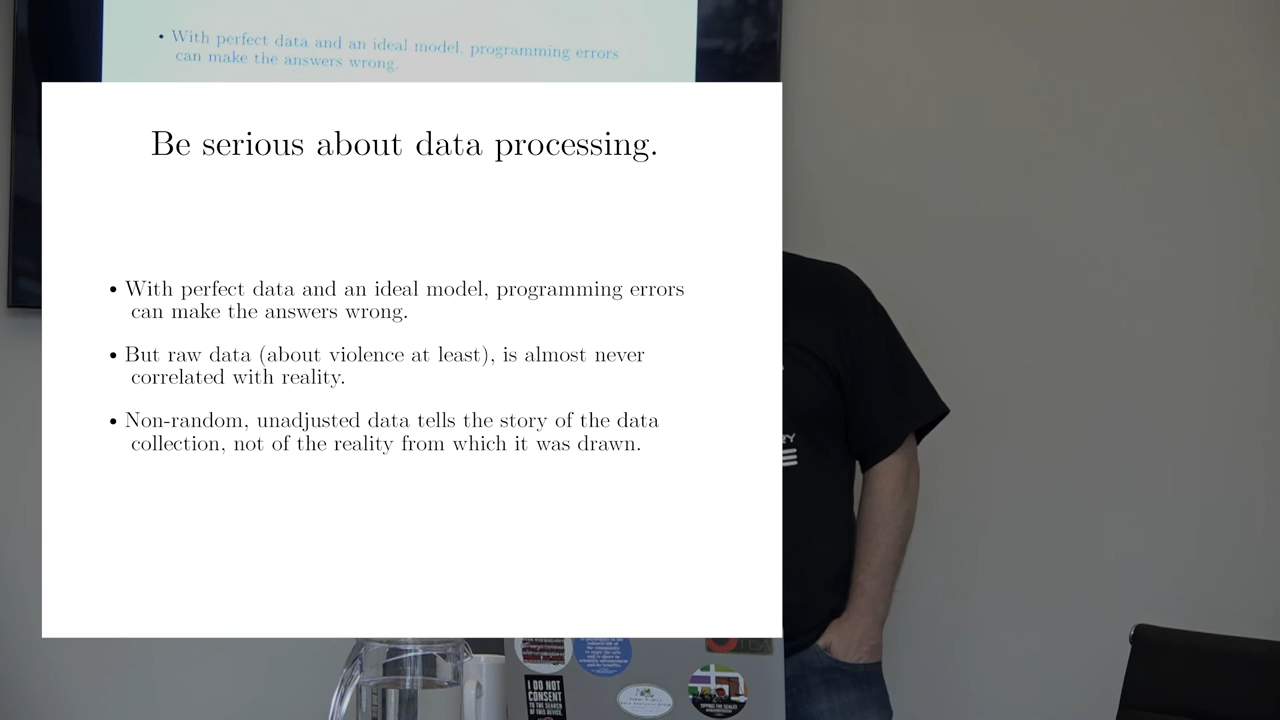 • With perfect data and an ideal model, programming errors
can make the answers wrong.
Be serious about data processing.
• With perfect data and an ideal model, programming errors
can make the answers wrong.
• But raw data (about violence at least), is almost never
correlated with reality.
• Non-random, unadjusted data tells the story of the data
collection, not of the reality from which it was drawn.
I DO NOT
CONSENT
TO THE SEARCH
OF THIS DEVICE